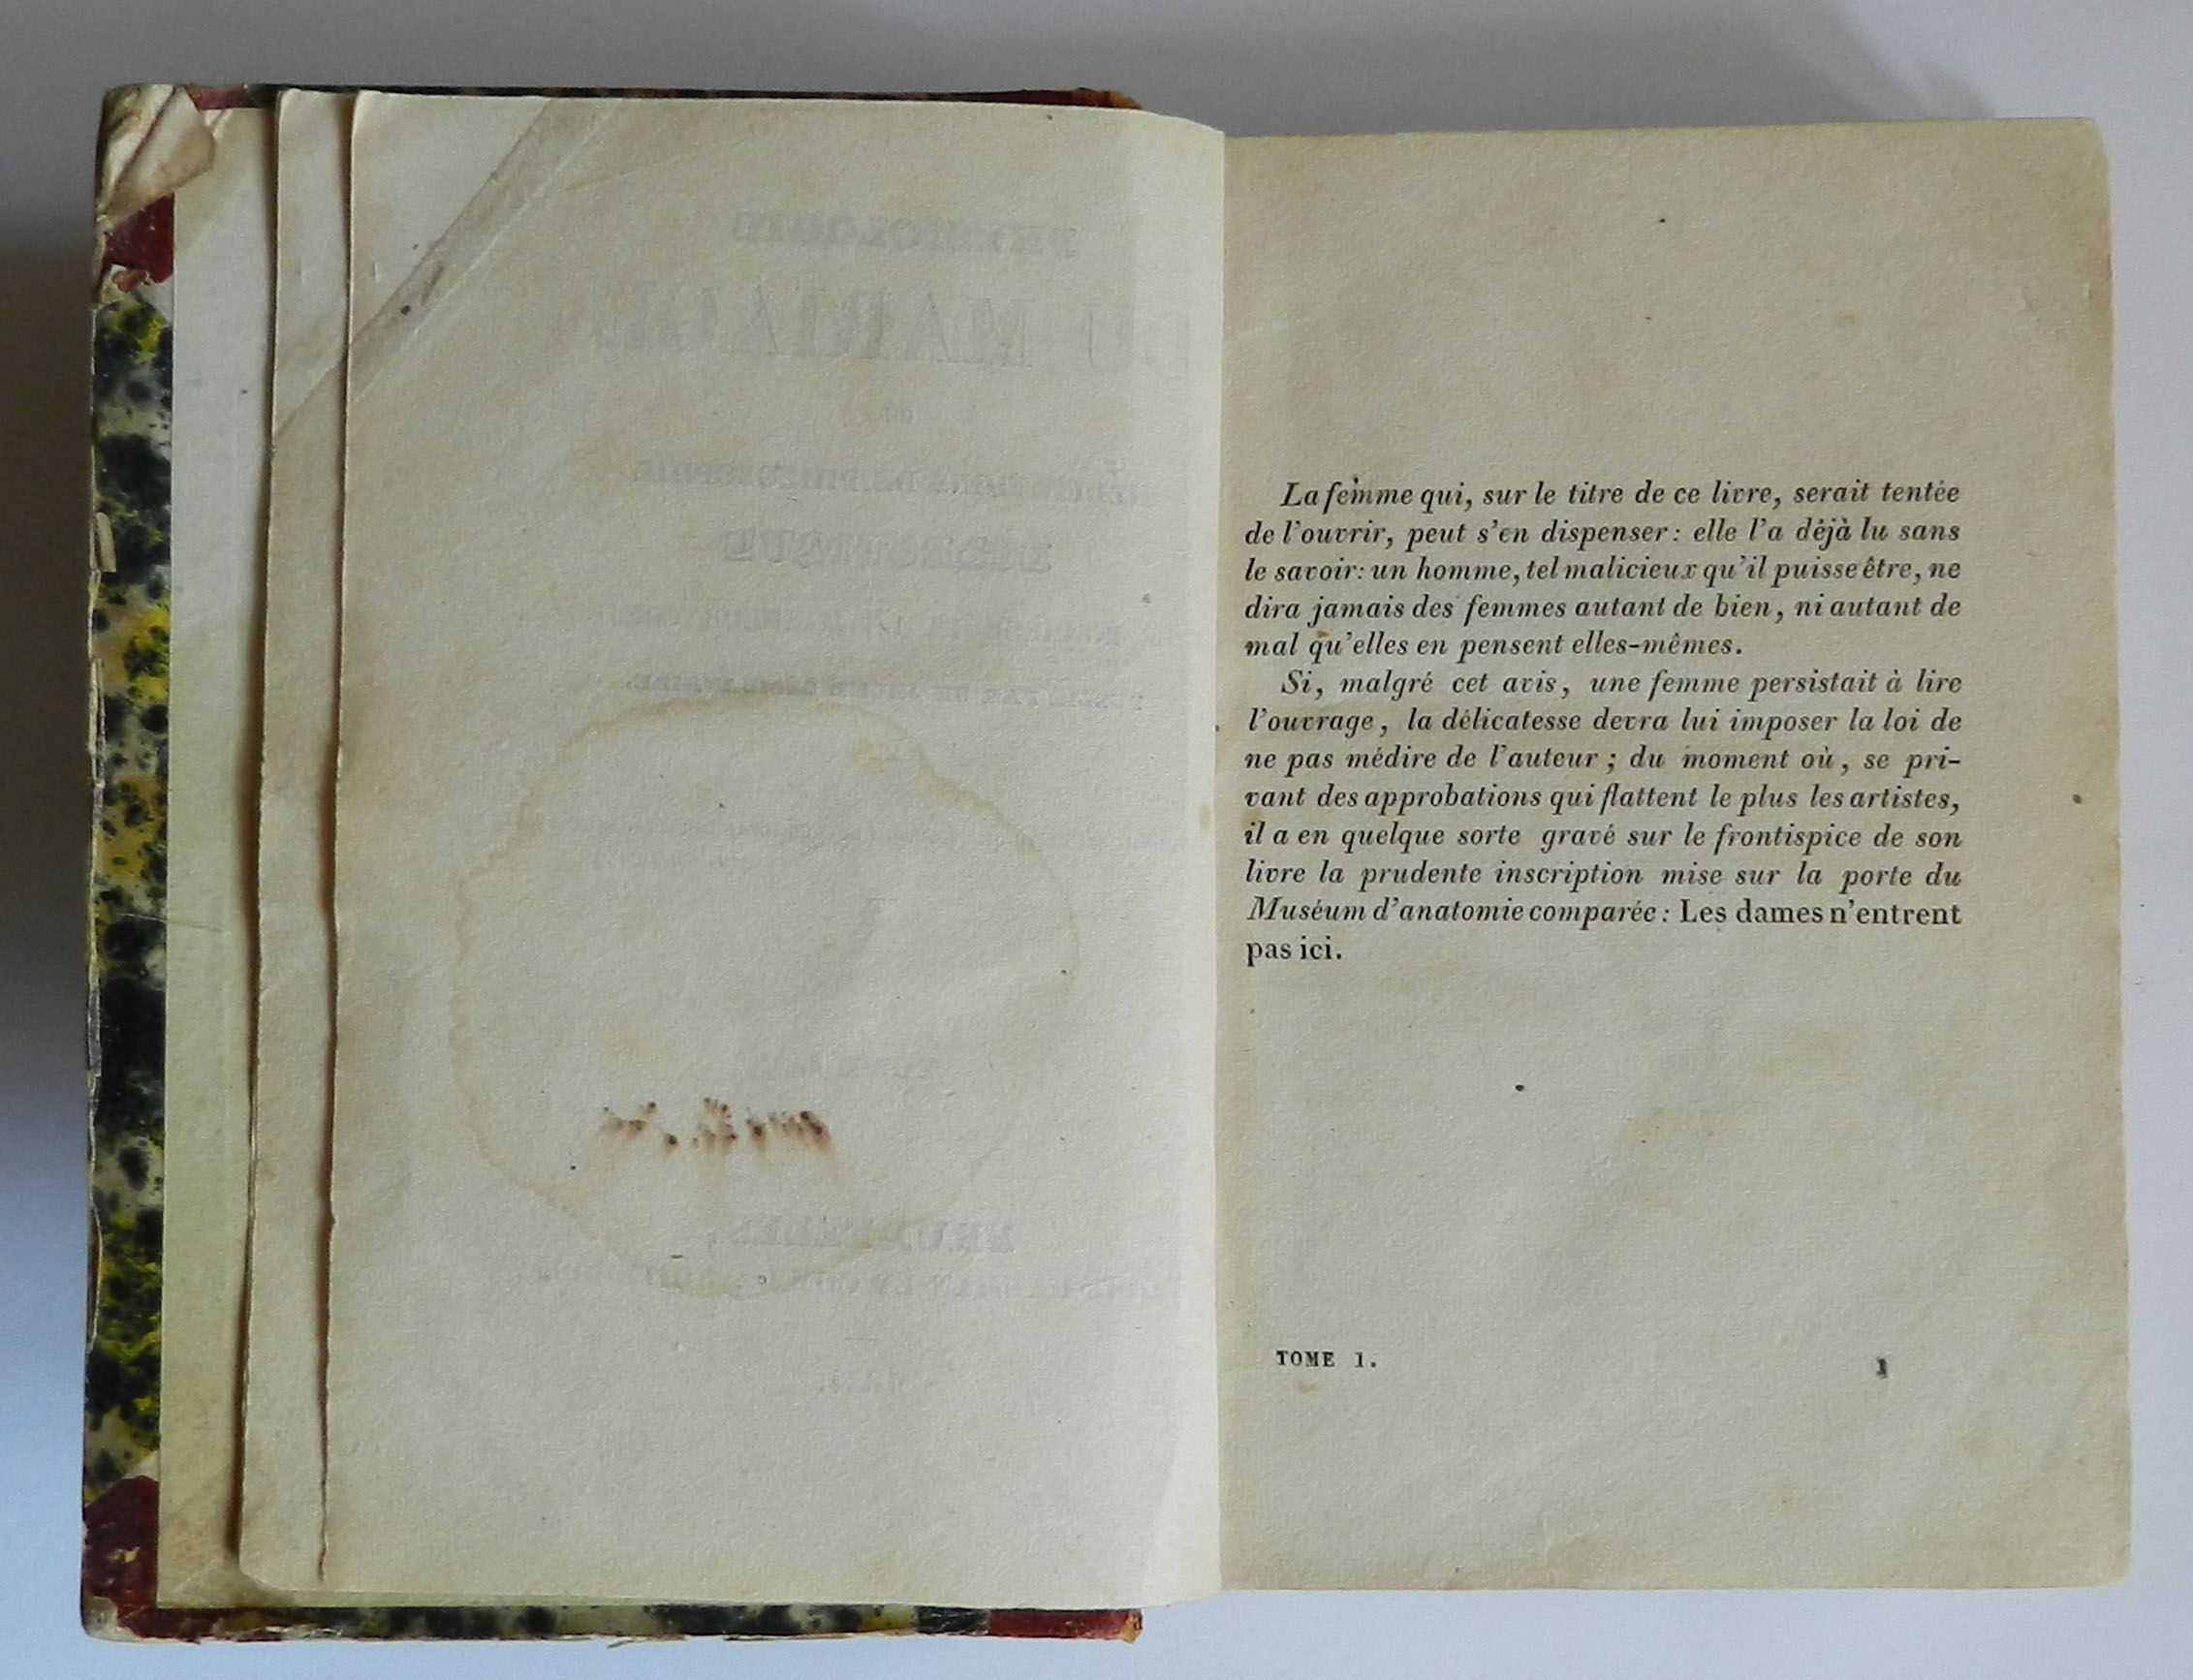 La femme qui, sur le titre de ce livre, serait tentée
de l'ouvrir, peut s'en dispenser : elle l'a déjà lu sans
le savoir: un homme, tel malicieux qu'il puisse être, ne
dira jamais des femmes autant de bien, ni autant de
mal qu'elles en pensent elles-mêmes.
Si, malgré cet avis, une femme persistait à lire
l'ouvrage, la délicatesse devra lui imposer la loi de
ne pas médire de l'auteur ; du moment où, se pri-
vant des approbations qui flattent le plus les artistes,
il a en quelque sorte gravé sur le frontispice de son
livre la prudente inscription mise sur la porte du
Muséum d'anatomie comparée : Les dames n'entrent
pas ici.
TOME 1. 1